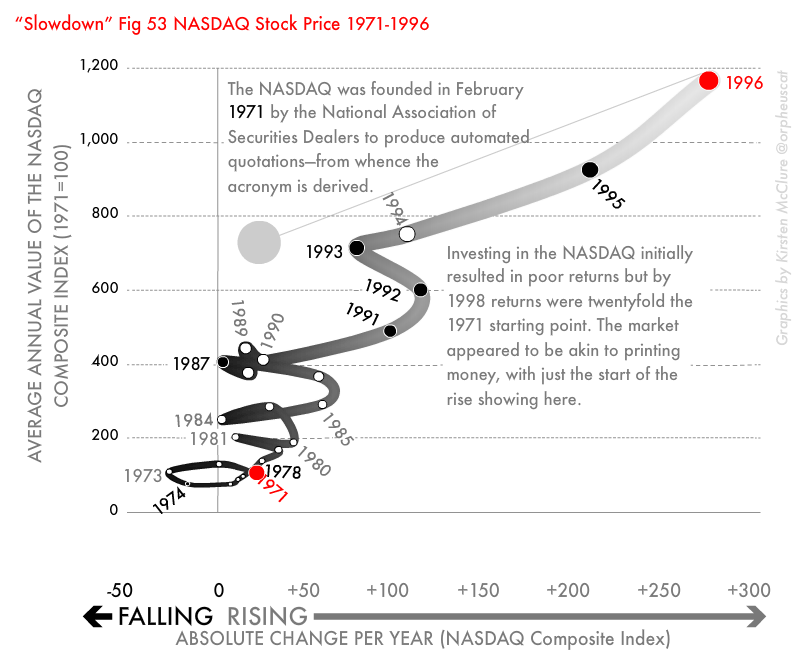 “Slowdown” Fig 53 NASDAQ Stock Price 1971-1996
AVERAGE ANNUAL VALUE OF THE NASDAQ
COMPOSITE INDEX (1971=100)
1,200
1,000
800
600
400
200
0
The NASDAQ was founded in February
1971 by the National Association of
Securities Dealers to produce automated
quotations—from whence the
acronym is derived.
1996
1995
1994
1993
Investing in the NASDAQ initially
resulted in poor returns but by
1998 returns were twentyfold the
1971 starting point. The market
appeared to be akin to printing
money, with just the start of the
rise showing here.
1992
1991
1989
1990
1987
1984
1985
1981
1980
1978
1973
1971
1974
-50
0
+50
+100
+150
+200
+250
+300
FALLING RISING
ABSOLUTE CHANGE PER YEAR (NASDAQ Composite Index)
Graphics by Kirsten McClure @orpheuscat